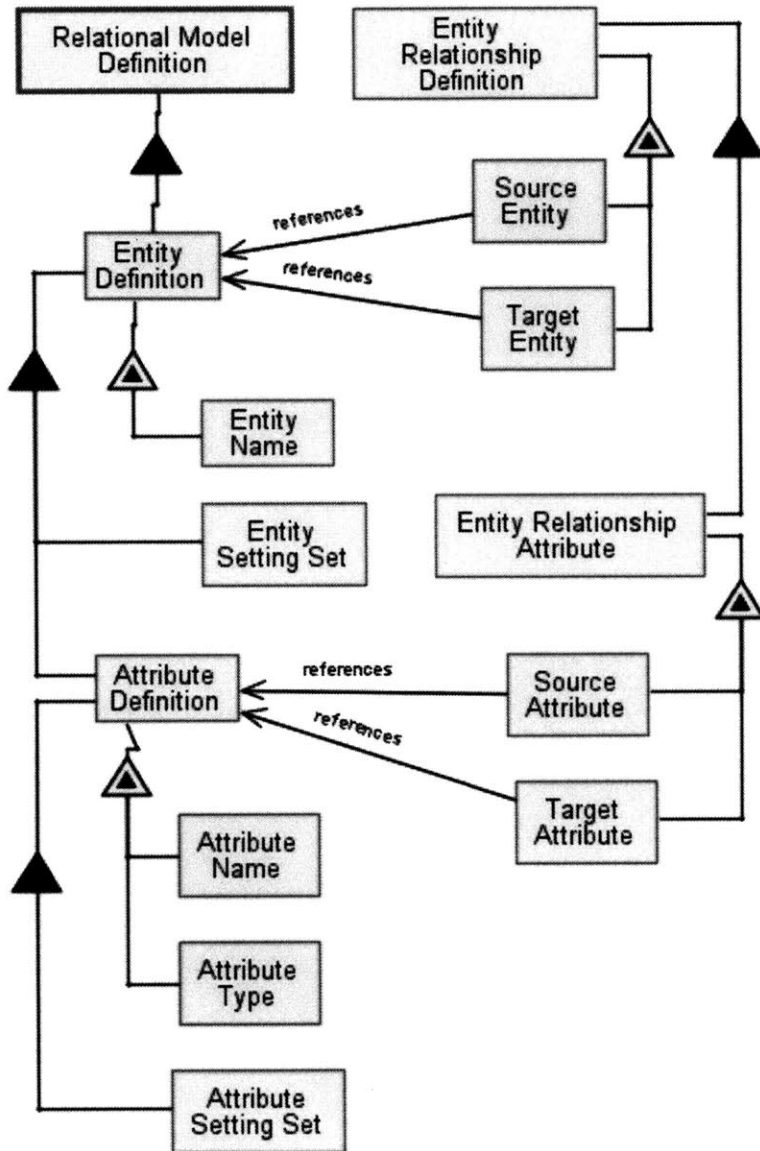 Relational Model
Definition
Entity
Relationship
Definition
Source
Entity
references
Entity
Definition
references
Target
Entity
Entity
Name
Entity
Setting Set
Entity Relationship
Attribute
Attribute
Definition
references
Source
Attribute
references
Target
Attribute
Attribute
Name
Attribute
Type
Attribute
Setting Set